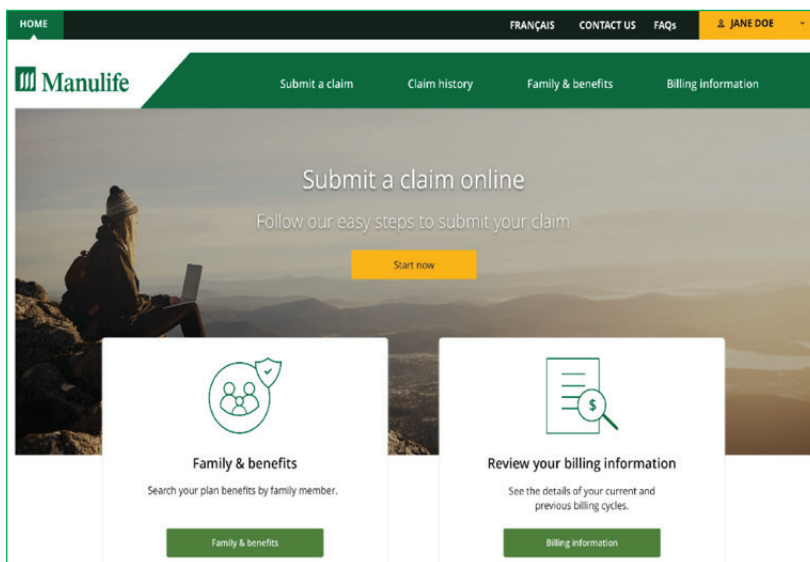 HOME
FRANÇAIS CONTACT US FAQs JANE DOE
Manulife
Submit a claim Claim history Family & benefits Billing information
Submit a claim online
Follow our easy steps to submit your claim
Start now
Family & benefits
Search your plan benefits by family member.
Family & benefits
Review your billing information
See the details of your current and
previous billing cycles.
Billing information